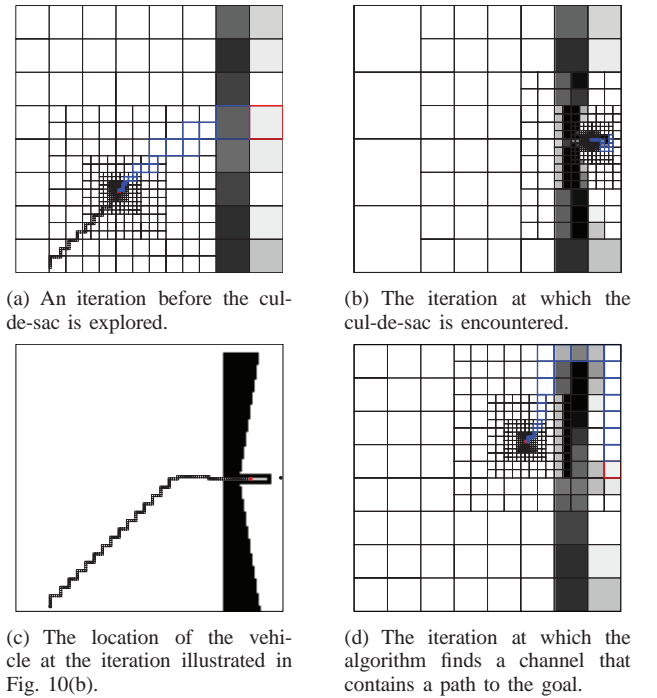 (a) An iteration before the cul-
de-sac is explored.
(b) The iteration at which the
cul-de-sac is encountered.
(c) The location of the vehi-
cle at the iteration illustrated in
Fig. 10(b).
(d) The iteration at which the
algorithm finds a channel that
contains a path to the goal.